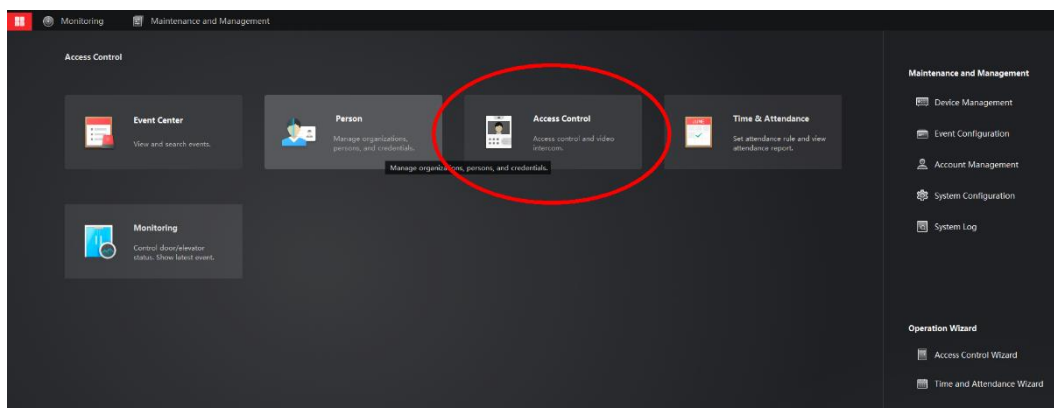 Monitoring
Maintenance and Management
Access Control
Event Center
View and search events.
Person
Manage organizations,
persons, and credentials.
Access Control
Access control and video
intercom.
Time & Attendance
Set attendance rule and view
attendance report.
Manage organizations, persons, and credentials.
Monitoring
Control door/elevator
status. Show latest event.
Maintenance and Management
Device Management
Event Configuration
Account Management
System Configuration
System Log
Operation Wizard
Access Control Wizard
Time and Attendance Wizard